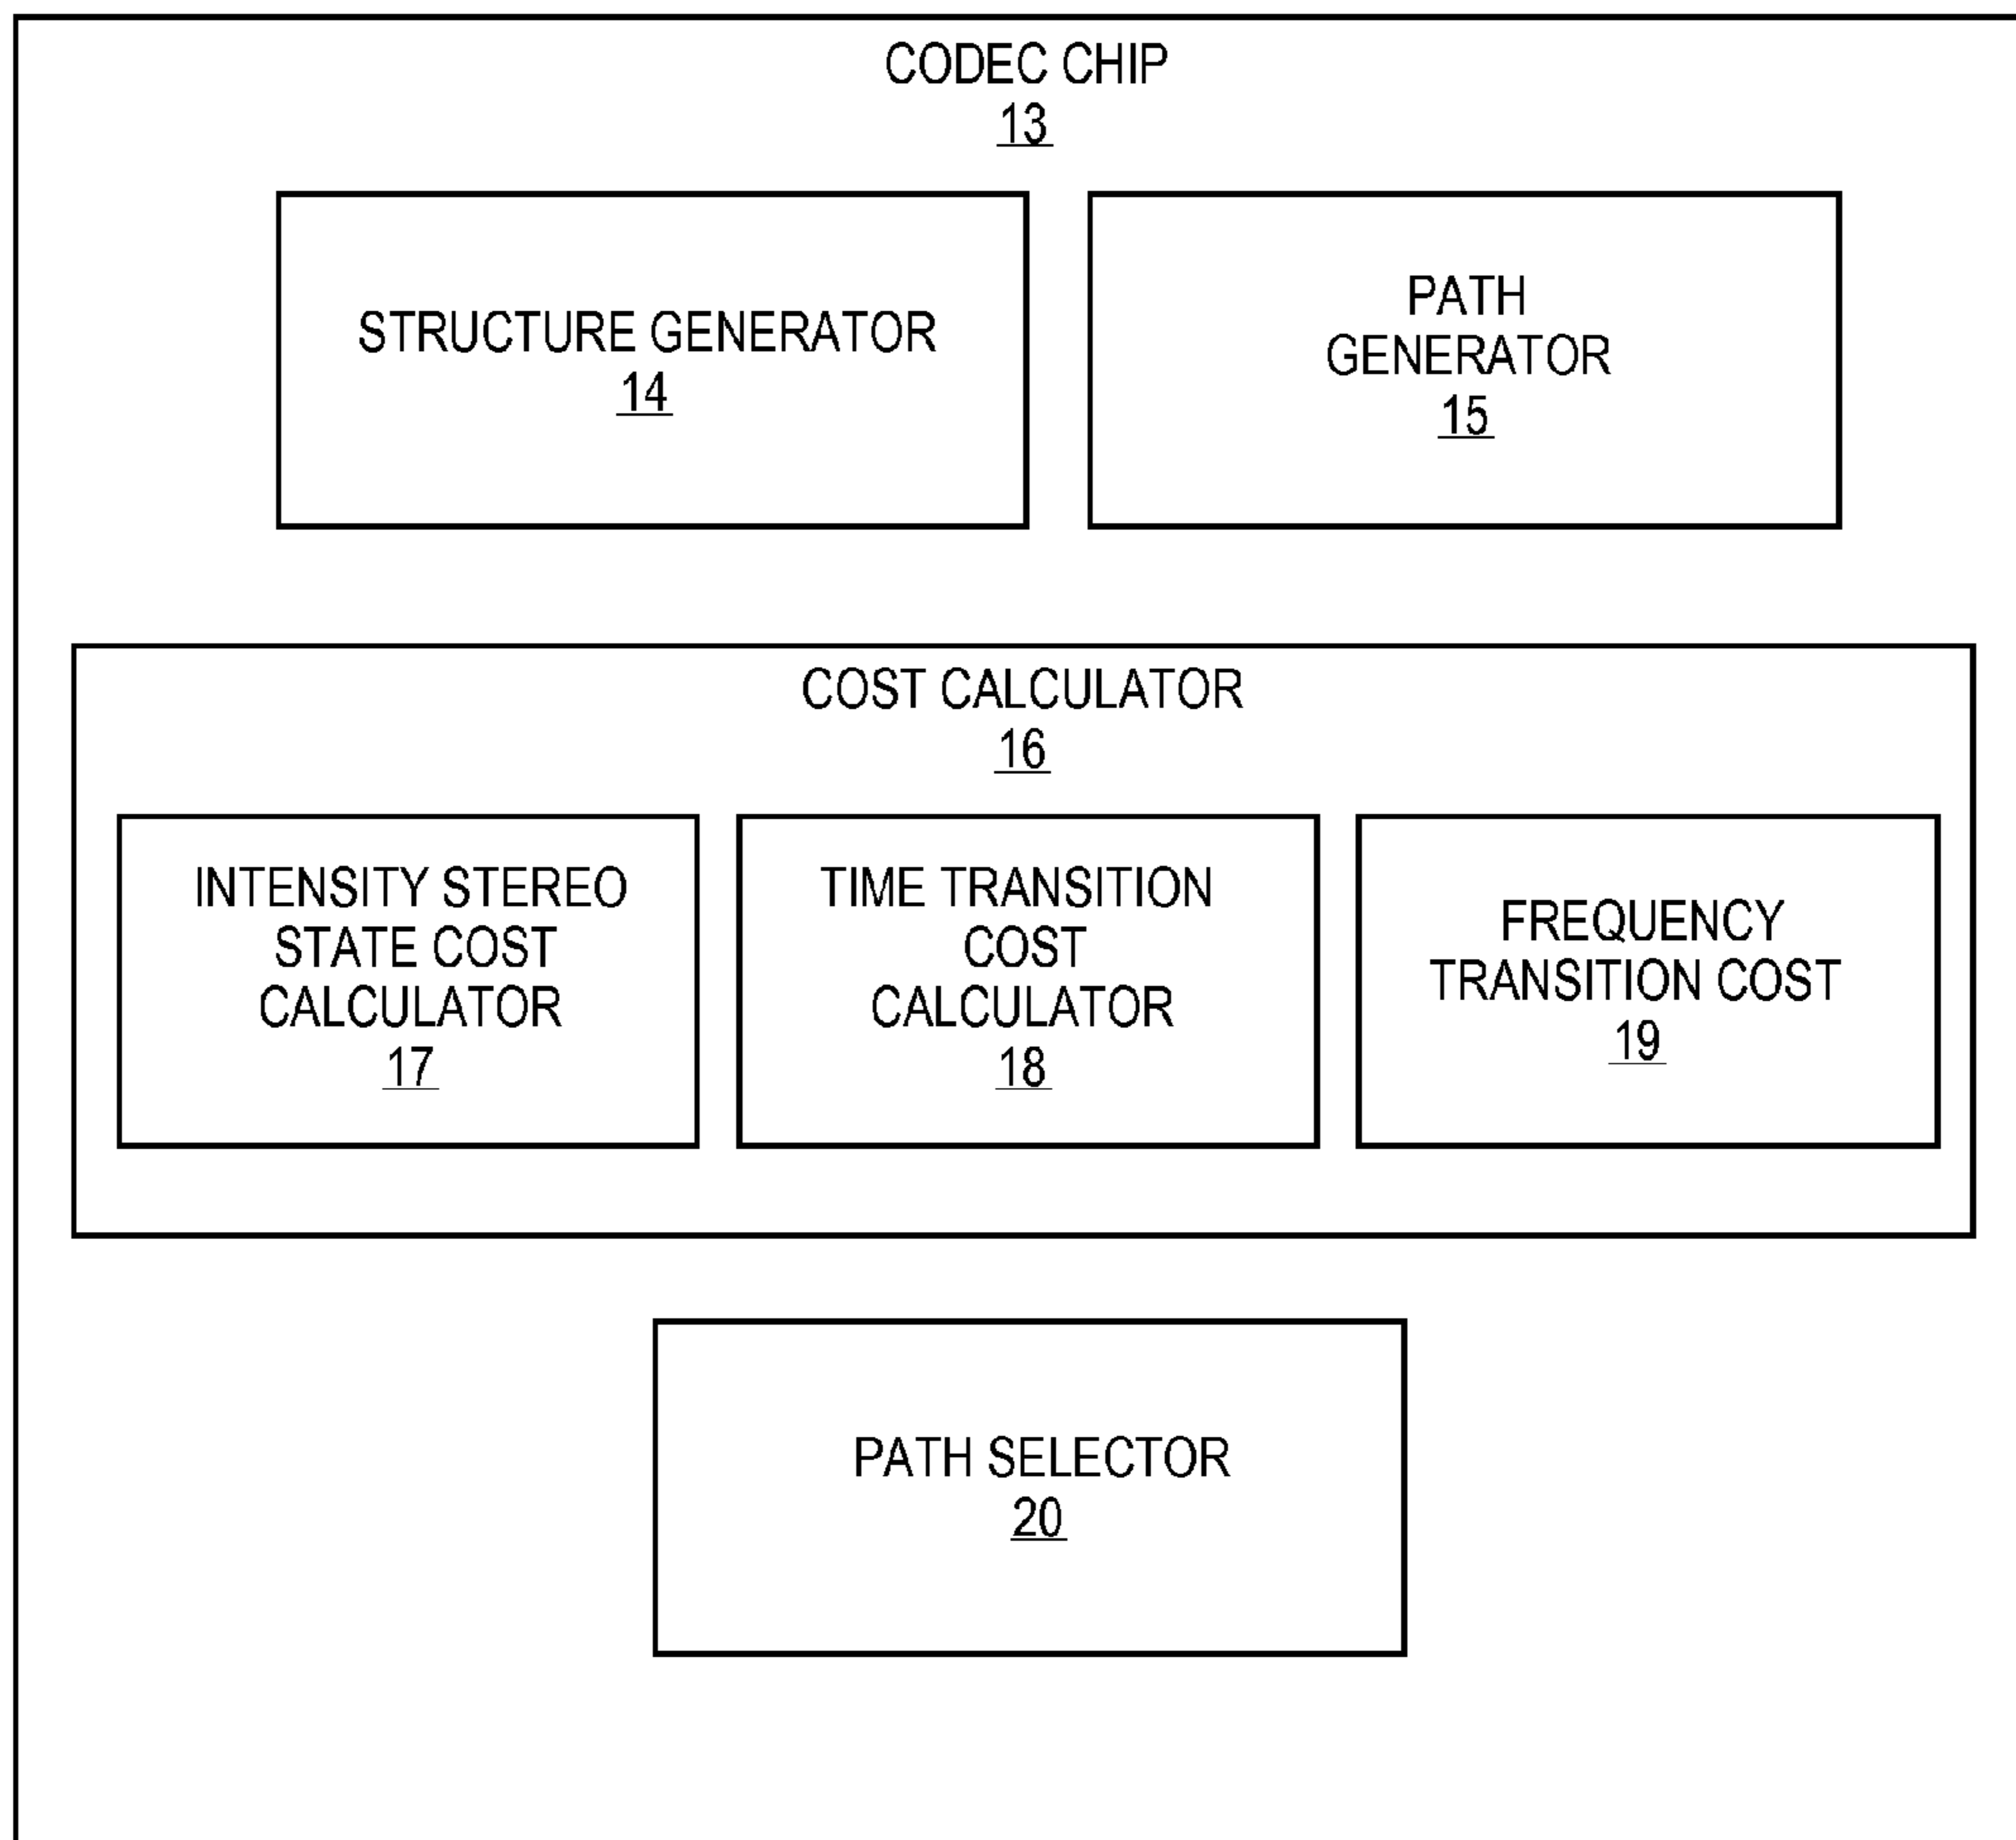 CODEC CHIP
13
STRUCTURE GENERATOR
14
PATH
GENERATOR
15
COST CALCULATOR
16
INTENSITY STEREO
STATE COST
CALCULATOR
17
TIME TRANSITION
COST
CALCULATOR
18
FREQUENCY
TRANSITION COST
19
PATH SELECTOR
20